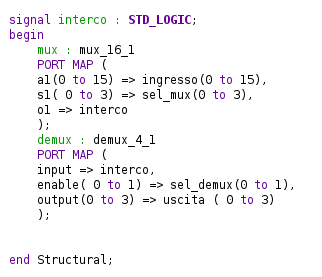 signal interco : STD_LOGIC;
begin
mux : mux_16_1
PORT MAP (
a1(0 to 15) => ingresso(0 to 15),
s1( 0 to 3) => sel_mux(0 to 3),
o1 => interco
);
demux : demux_4_1
PORT MAP (
input => interco,
enable( 0 to 1) => sel_demux(0 to 1),
output(0 to 3) => uscita ( 0 to 3)
);
end Structural;